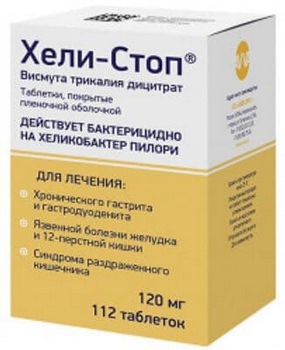 Хели-Стоп®
Висмута трикалия дицитрат
Таблетки, покрытые
пленочной оболочкой
ДЕЙСТВУЕТ БАКТЕРИЦИДНО
НА ХЕЛИКОБАКТЕР ПИЛОРИ
ДЛЯ ЛЕЧЕНИЯ:
Хронического гастрита
и гастродуоденита
Язвенной болезни желудка
и 12-перстной кишки
Синдрома раздраженного
кишечника
120 мг
112 таблеток